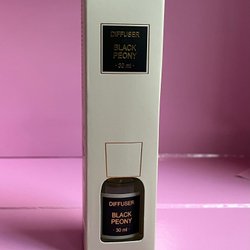 DIFFUSER
BLACK
PEONY
- 30 ml -
DIFFUSER
BLACK
PEONY
30 ml